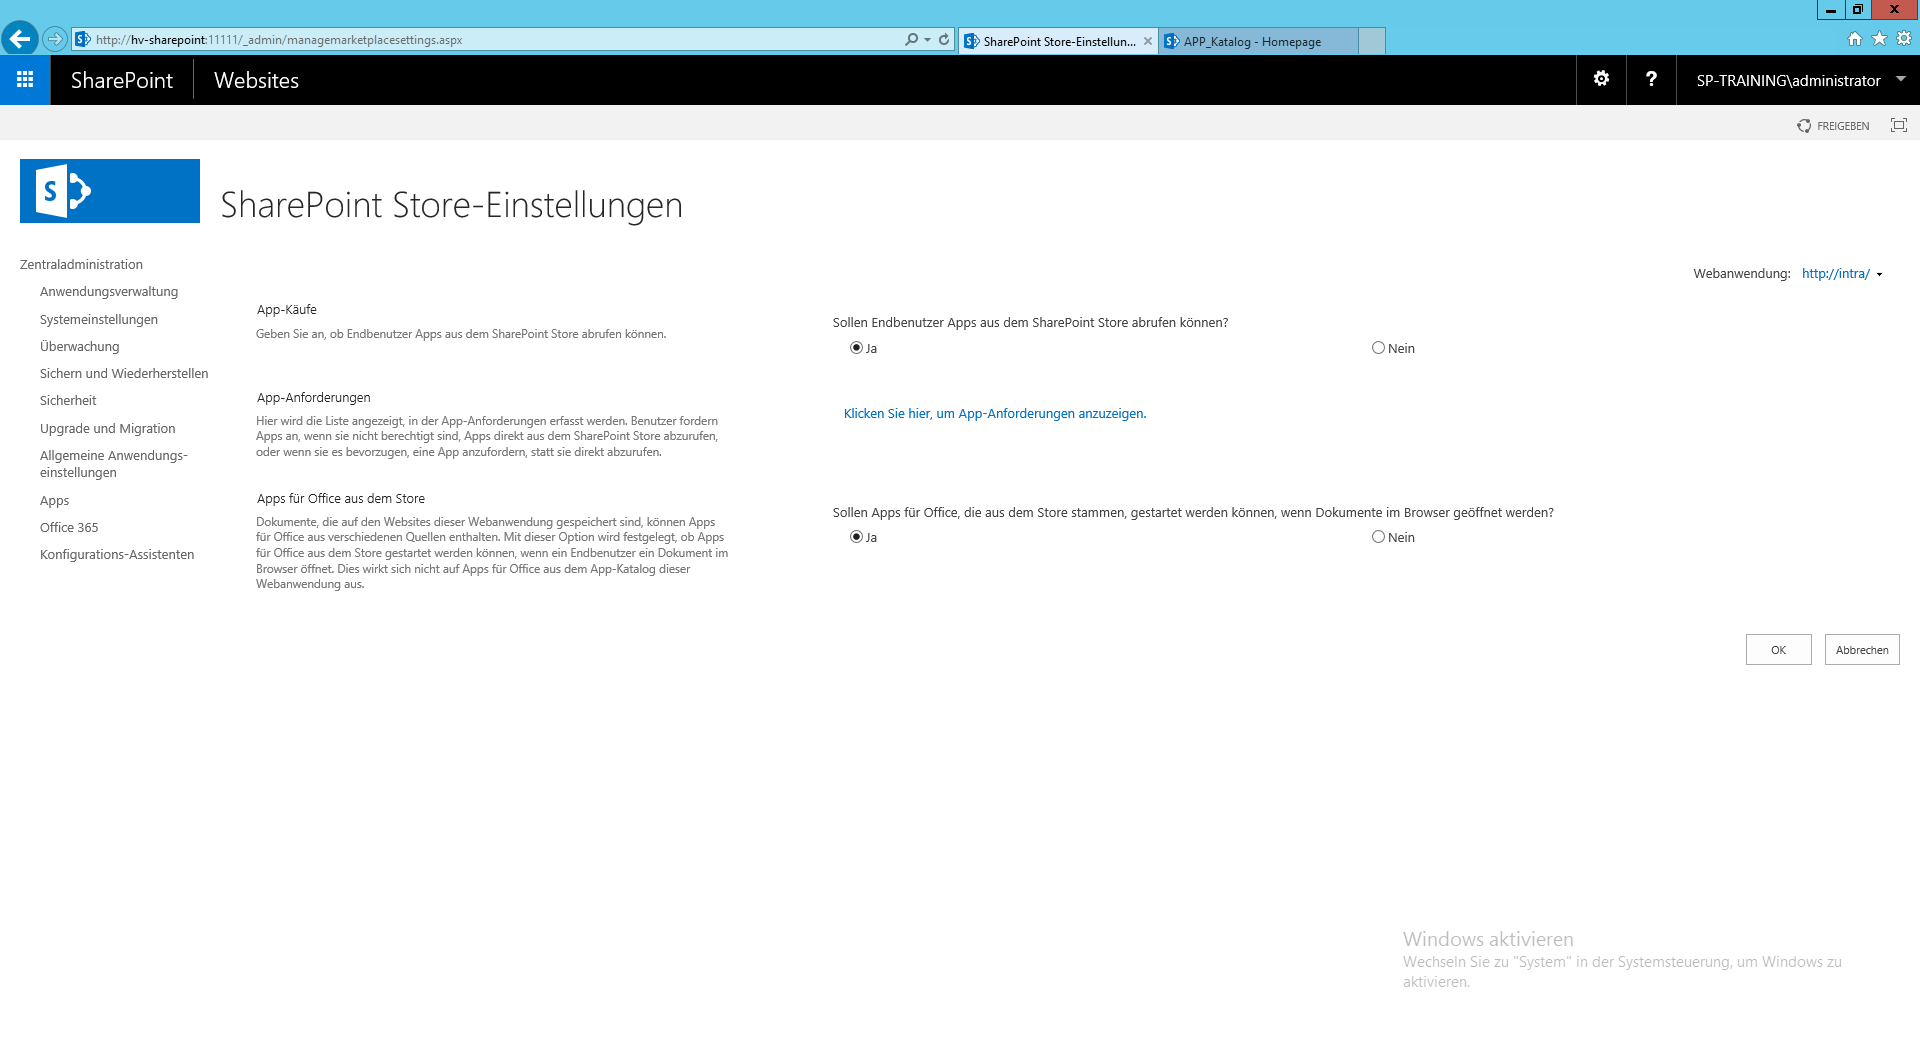 http://hv-sharepoint:11111/_admin/managemarketplacesettings.aspx
SharePoint Store-Einstellun...
APP_Katalog - Homepage
SharePoint
Websites
?
SP-TRAINING\administrator
FREIGEBEN
S
SharePoint Store-Einstellungen
Zentraladministration
Anwendungsverwaltung
Systemeinstellungen
Überwachung
Sichern und Wiederherstellen
Sicherheit
Upgrade und Migration
Allgemeine Anwendungs-
einstellungen
Apps
Office 365
Konfigurations-Assistenten
Webanwendung: http://intra/
App-Käufe
Geben Sie an, ob Endbenutzer Apps aus dem SharePoint Store abrufen können.
Sollen Endbenutzer Apps aus dem SharePoint Store abrufen können?
Ja
Nein
App-Anforderungen
Hier wird die Liste angezeigt, in der App-Anforderungen erfasst werden. Benutzer fordern
Apps an, wenn sie nicht berechtigt sind, Apps direkt aus dem SharePoint Store abzurufen,
oder wenn sie es bevorzugen, eine App anzufordern, statt sie direkt abzurufen.
Klicken Sie hier, um App-Anforderungen anzuzeigen.
Apps für Office aus dem Store
Dokumente, die auf den Websites dieser Webanwendung gespeichert sind, können Apps
für Office aus verschiedenen Quellen enthalten. Mit dieser Option wird festgelegt, ob Apps
für Office aus dem Store gestartet werden können, wenn ein Endbenutzer ein Dokument im
Browser öffnet. Dies wirkt sich nicht auf Apps für Office aus dem App-Katalog dieser
Webanwendung aus.
Sollen Apps für Office, die aus dem Store stammen, gestartet werden können, wenn Dokumente im Browser geöffnet werden?
Ja
Nein
OK
Abbrechen
Windows aktivieren
Wechseln Sie zu "System" in der Systemsteuerung, um Windows zu
aktivieren.